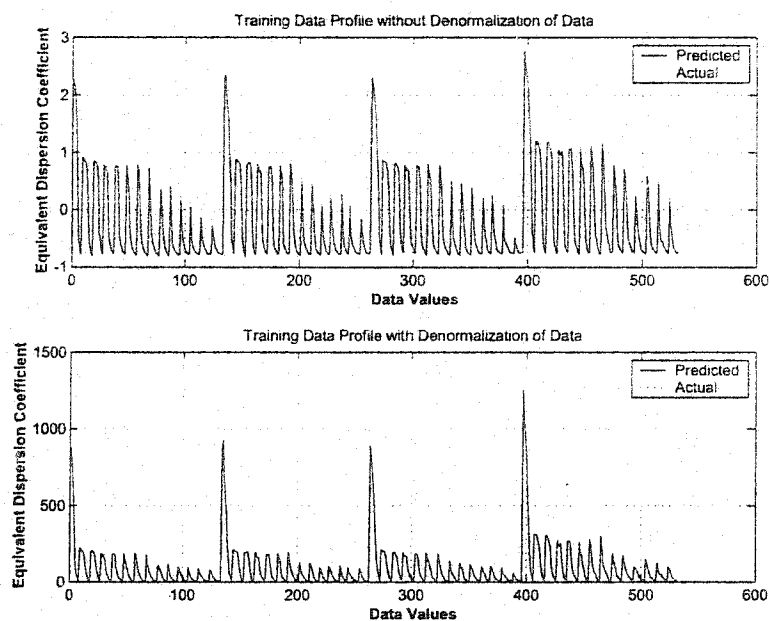 Training Data Profile without Denormalization of Data
Equivalent Dispersion Coefficient
3
2
1
0
-1
Predicted
Actual
0 100 200 300 400 500 600
Data Values
Training Data Profile with Denormalization of Data
Equivalent Dispersion Coefficient
1500
1000
500
0
Predicted
Actual
0 100 200 300 400 500 600
Data Values